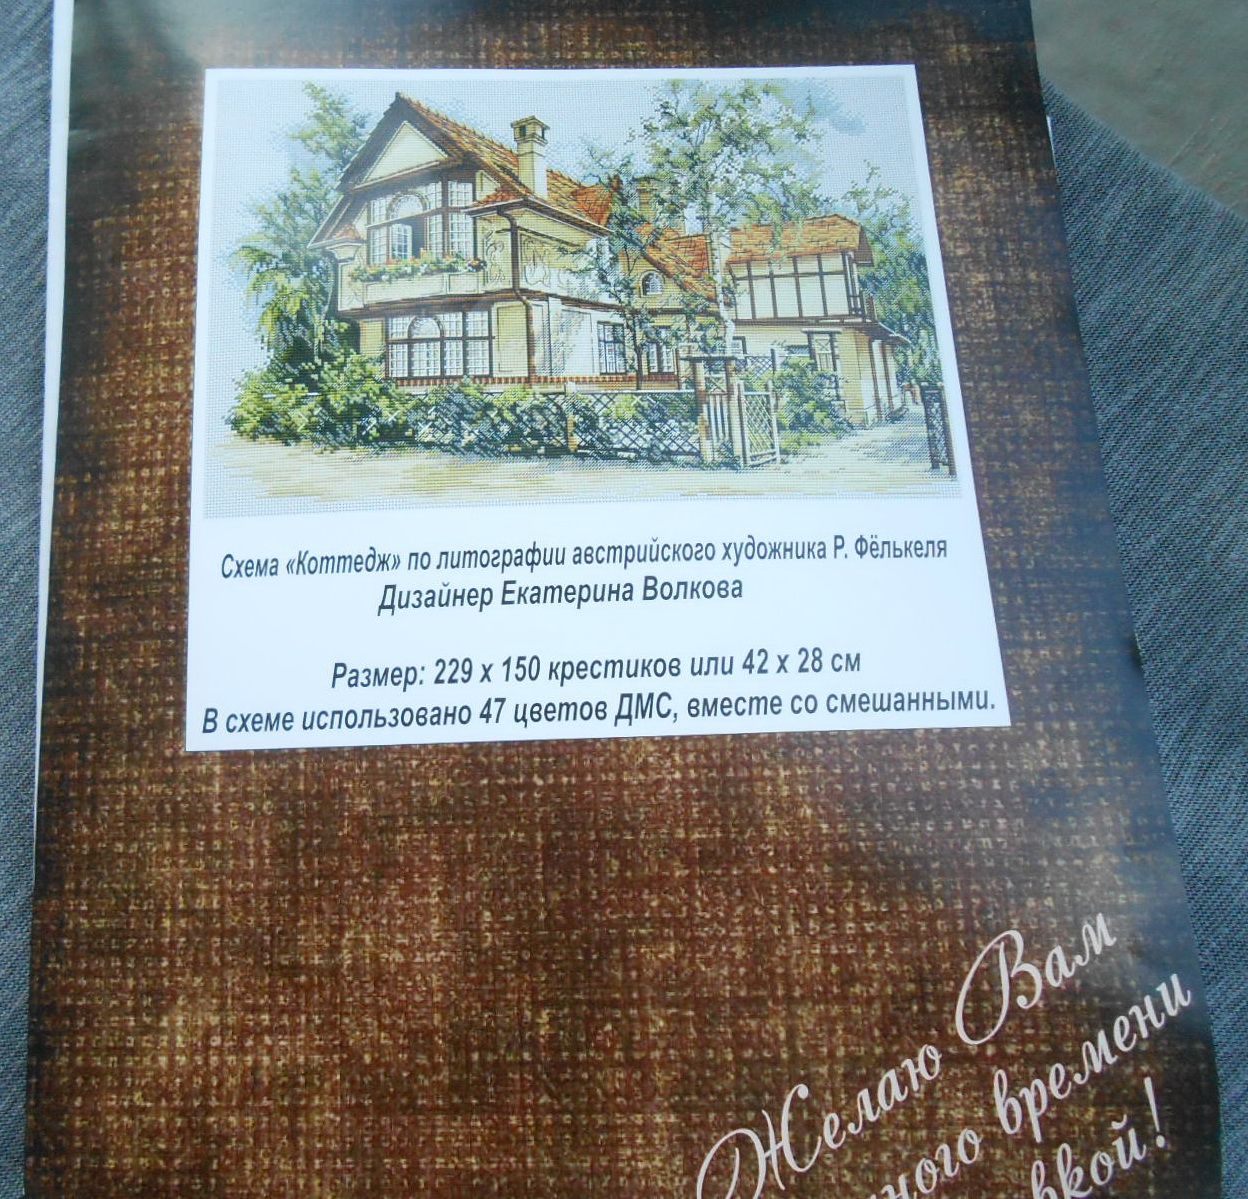 Схема «Коттедж» по литографии австрийского художника Р. Фёлькеля
Дизайнер Екатерина Волкова
Размер: 229 х 150 крестиков или 42 х 28 см
В схеме использовано 47 цветов ДМС, вместе со смешанными.
Желаю Вам
времени